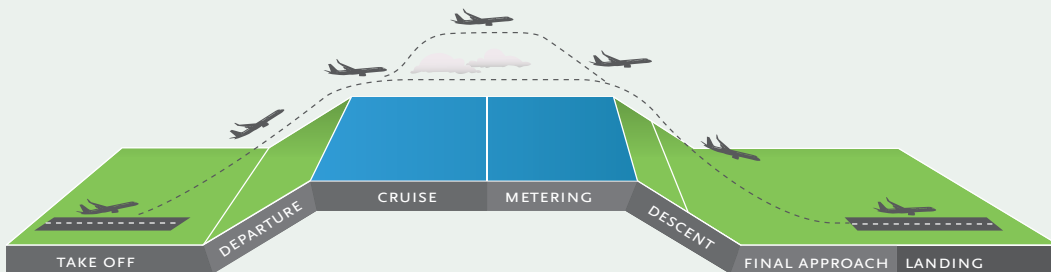 TAKE OFF
DEPARTURE
CRUISE
METERING
DESCENT
FINAL APPROACH
LANDING